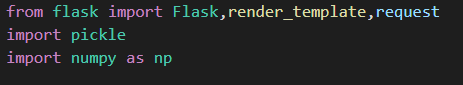 from flask import Flask,render_template,request
import pickle
import numpy as np